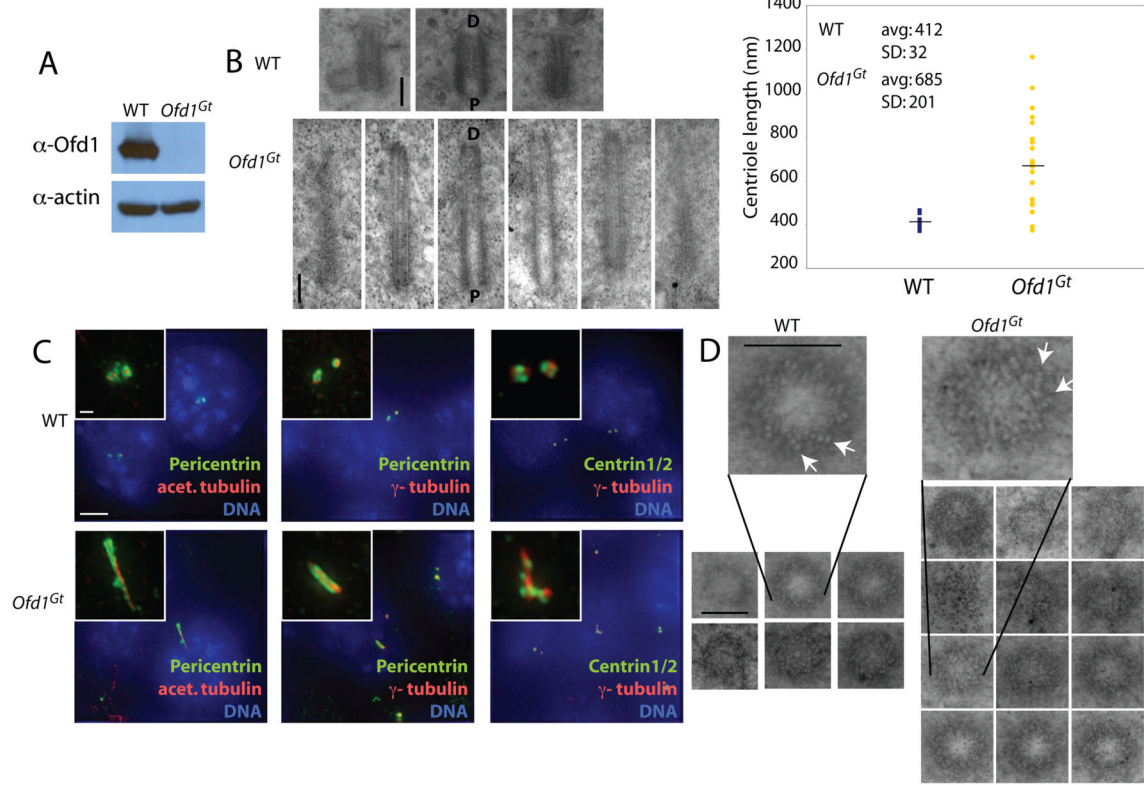 A
WT Ofd1Gt
α-Ofd1
α-actin
B
WT
D
P
Ofd1Gt
D
P
1400
1200
1000
800
600
400
200
Centriole length (nm)
WT avg: 412
SD: 32
Ofd1Gt avg: 685
SD: 201
WT Ofd1Gt
C
WT
Pericentrin
acet. tubulin
DNA
Pericentrin
γ- tubulin
DNA
Centrin1/2
γ- tubulin
DNA
Ofd1Gt
Pericentrin
acet. tubulin
DNA
Pericentrin
γ- tubulin
DNA
Centrin1/2
γ- tubulin
DNA
D
WT
Ofd1Gt